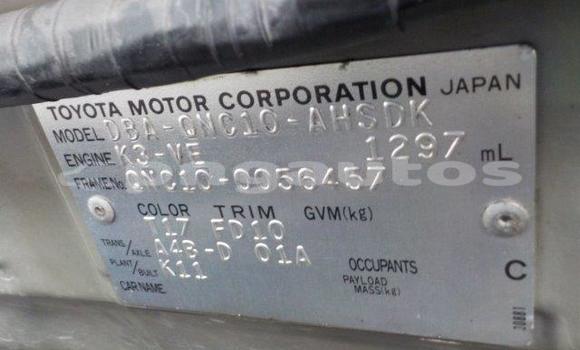 TOYOTA MOTOR CORPORATION JAPAN
MODEL DBA-QNC10-AHSDK
ENGINE K3-VE 1297 mL
FRAME No. QNC10-0056457
COLOR TRIM GVM(kg)
T17 FD10
TRANS/AXLE A4B-D 01A
PLANT/BUILT K11
OCCUPANTS C
CAR NAME
PAYLOAD MASS(kg)